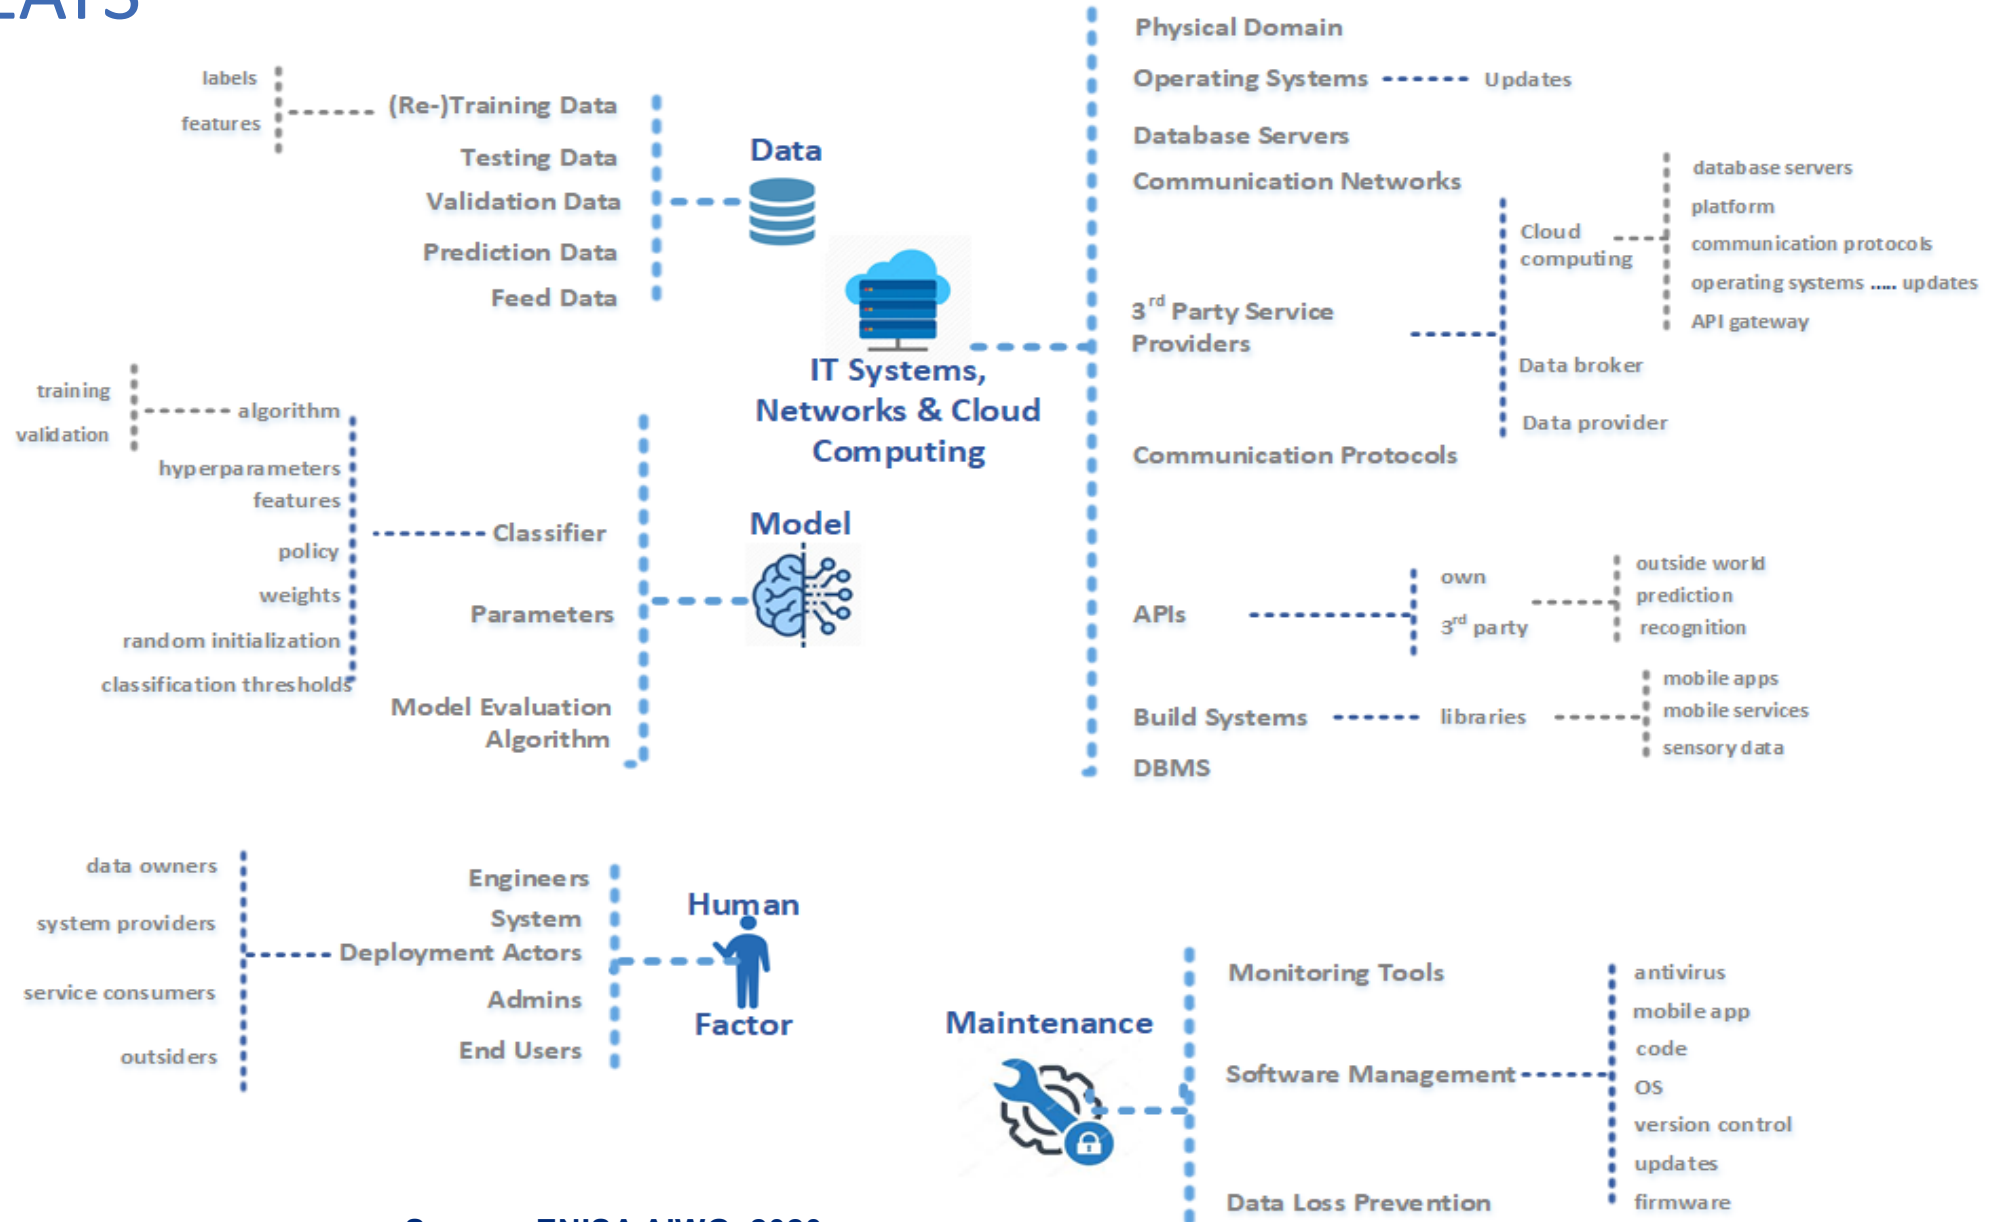 labels
features
(Re-)Training Data
Testing Data
Validation Data
Prediction Data
Feed Data
Data
IT Systems,
Networks & Cloud
Computing
Physical Domain
Operating Systems
Updates
Database Servers
Communication Networks
3rd Party Service
Providers
Cloud
computing
database servers
platform
communication protocols
operating systems ..... updates
API gateway
Data broker
Data provider
Communication Protocols
APIs
own
3rd party
outside world
prediction
recognition
Build Systems
libraries
mobile apps
mobile services
sensory data
DBMS
training
validation
algorithm
hyperparameters
features
policy
weights
random initialization
classification thresholds
Classifier
Parameters
Model Evaluation
Algorithm
Model
data owners
system providers
service consumers
outsiders
Engineers
System
Deployment Actors
Admins
End Users
Human
Factor
Maintenance
Monitoring Tools
Software Management
antivirus
mobile app
code
OS
version control
updates
firmware
Data Loss Prevention